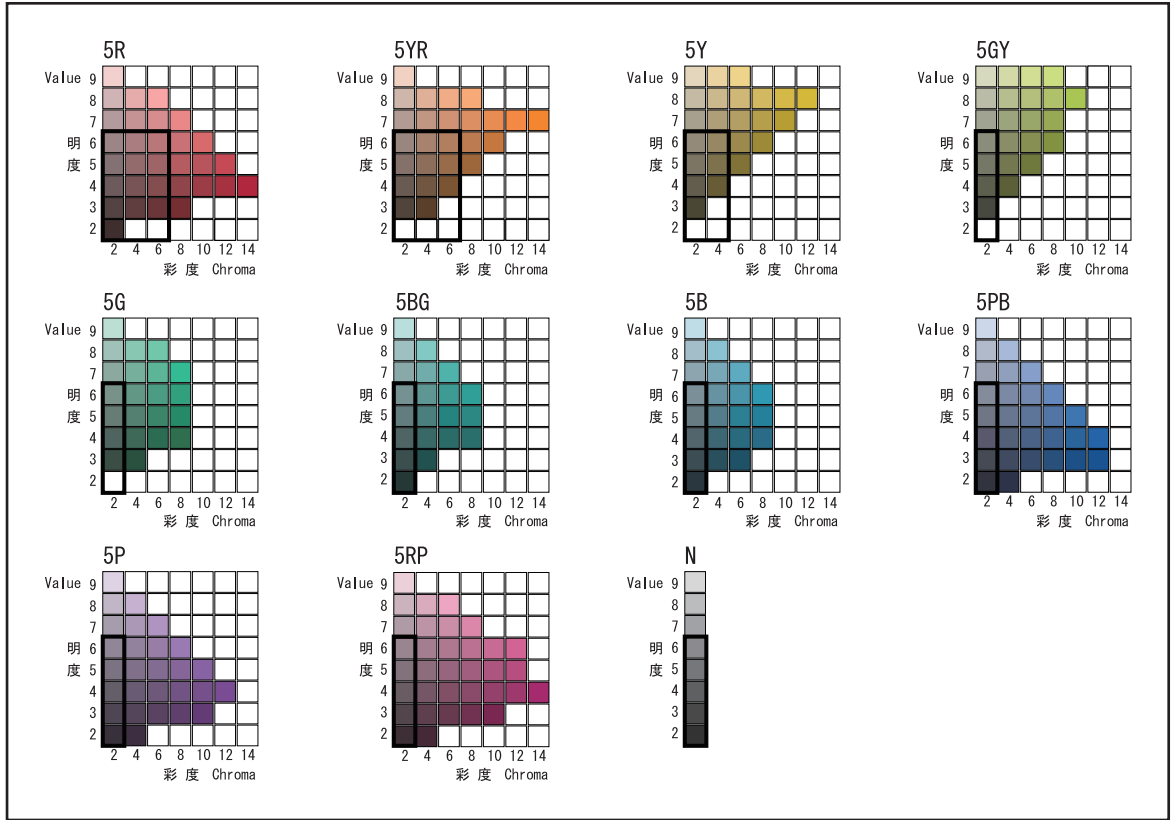 5R 5YR 5Y 5GY
Value 9 Value 9 Value 9 Value 9
8 8 8 8
7 7 7 7
明 6 明 6 明 6 明 6
度 5 度 5 度 5 度 5
4 4 4 4
3 3 3 3
2 2 2 2
2 4 6 8 10 12 14 2 4 6 8 10 12 14 2 4 6 8 10 12 14 2 4 6 8 10 12 14
彩度 Chroma 彩度 Chroma 彩度 Chroma 彩度 Chroma
5G 5BG 5B 5PB
Value 9 Value 9 Value 9 Value 9
8 8 8 8
7 7 7 7
明 6 明 6 明 6 明 6
度 5 度 5 度 5 度 5
4 4 4 4
3 3 3 3
2 2 2 2
2 4 6 8 10 12 14 2 4 6 8 10 12 14 2 4 6 8 10 12 14 2 4 6 8 10 12 14
彩度 Chroma 彩度 Chroma 彩度 Chroma 彩度 Chroma
5P 5RP N
Value 9 Value 9 Value 9
8 8 8
7 7 7
明 6 明 6 明 6
度 5 度 5 度 5
4 4 4
3 3 3
2 2 2
2 4 6 8 10 12 14 2 4 6 8 10 12 14
彩度 Chroma 彩度 Chroma